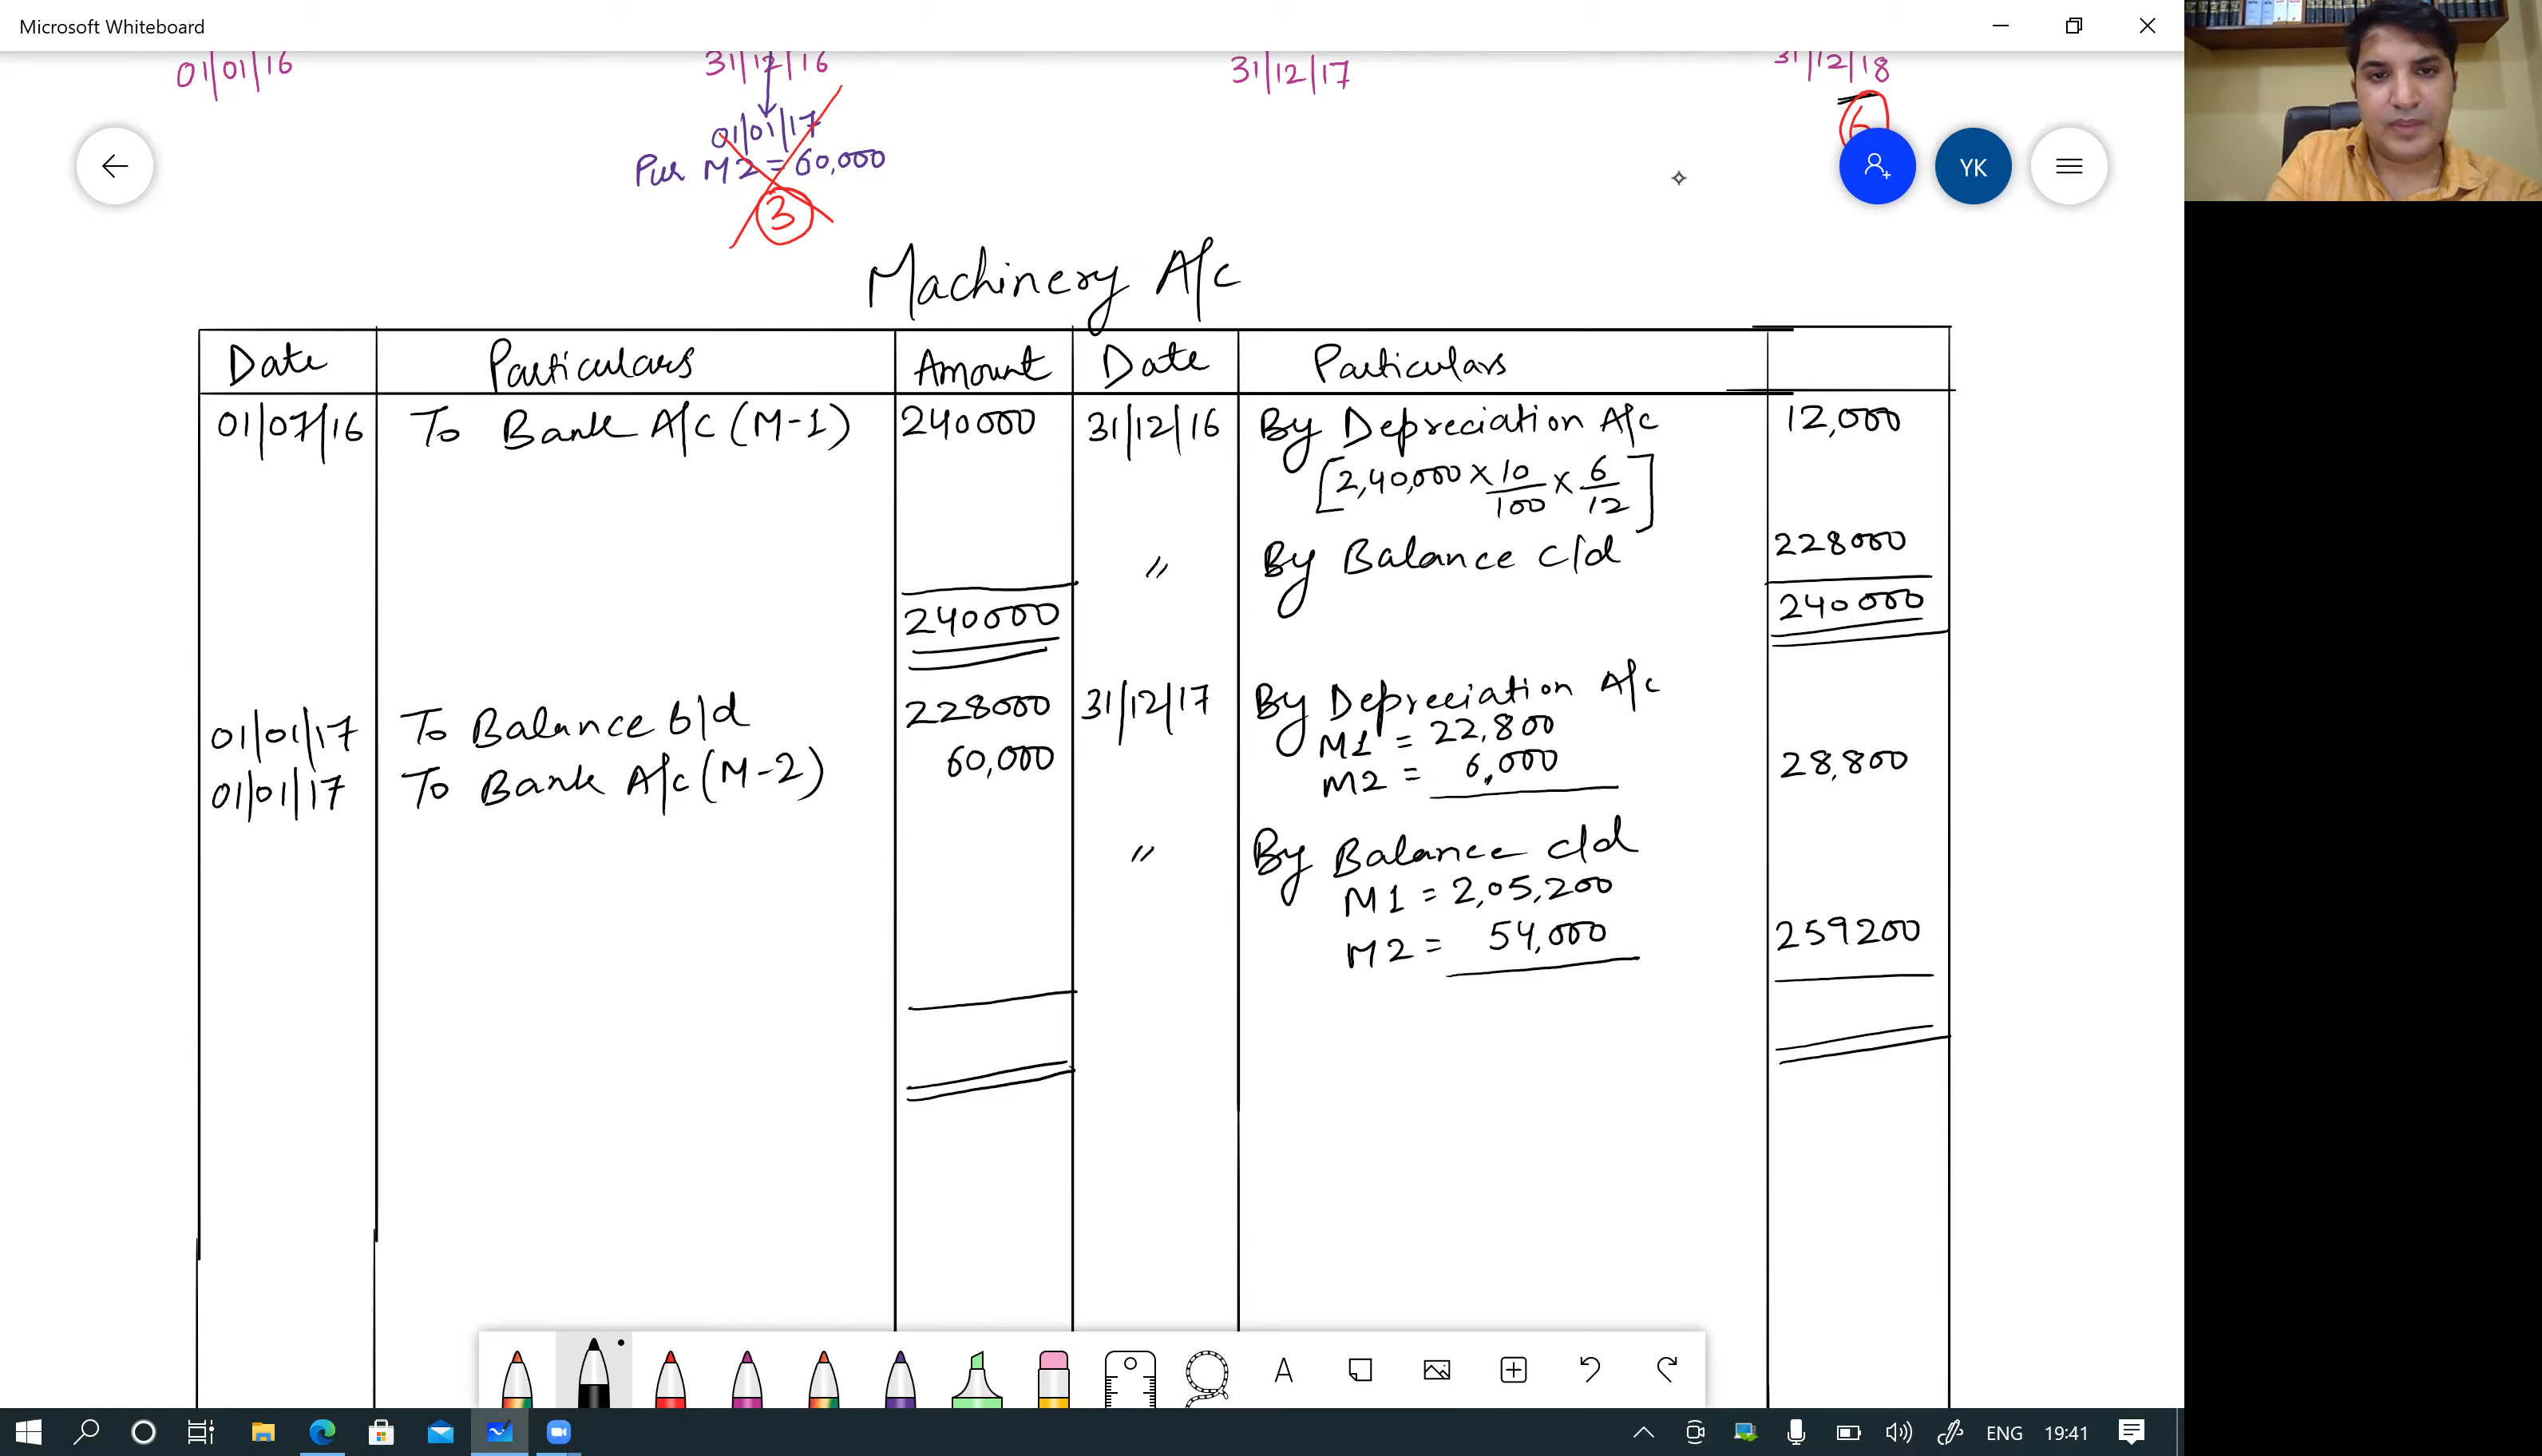 Microsoft Whiteboard
01/01/16 31/12/16 31/12/17 31/12/18
01/01/17
Pur M2 = 60,000
3
6
YK
Machinery A/c
Date Particulars Amount Date Particulars
01/07/16 To Bank A/c (M-1) 240000 31/12/16 By Depreciation A/c 12,000
[2,40,000 × 10/100 × 6/12]
" By Balance c/d 228000
240000 240000
01/01/17 To Balance b/d 228000 31/12/17 By Depreciation A/c
M1 = 22,800
01/01/17 To Bank A/c (M-2) 60,000 M2 = 6,000 28,800
" By Balance c/d
M1 = 2,05,200
M2 = 54,000 259200
A
ENG 19:41